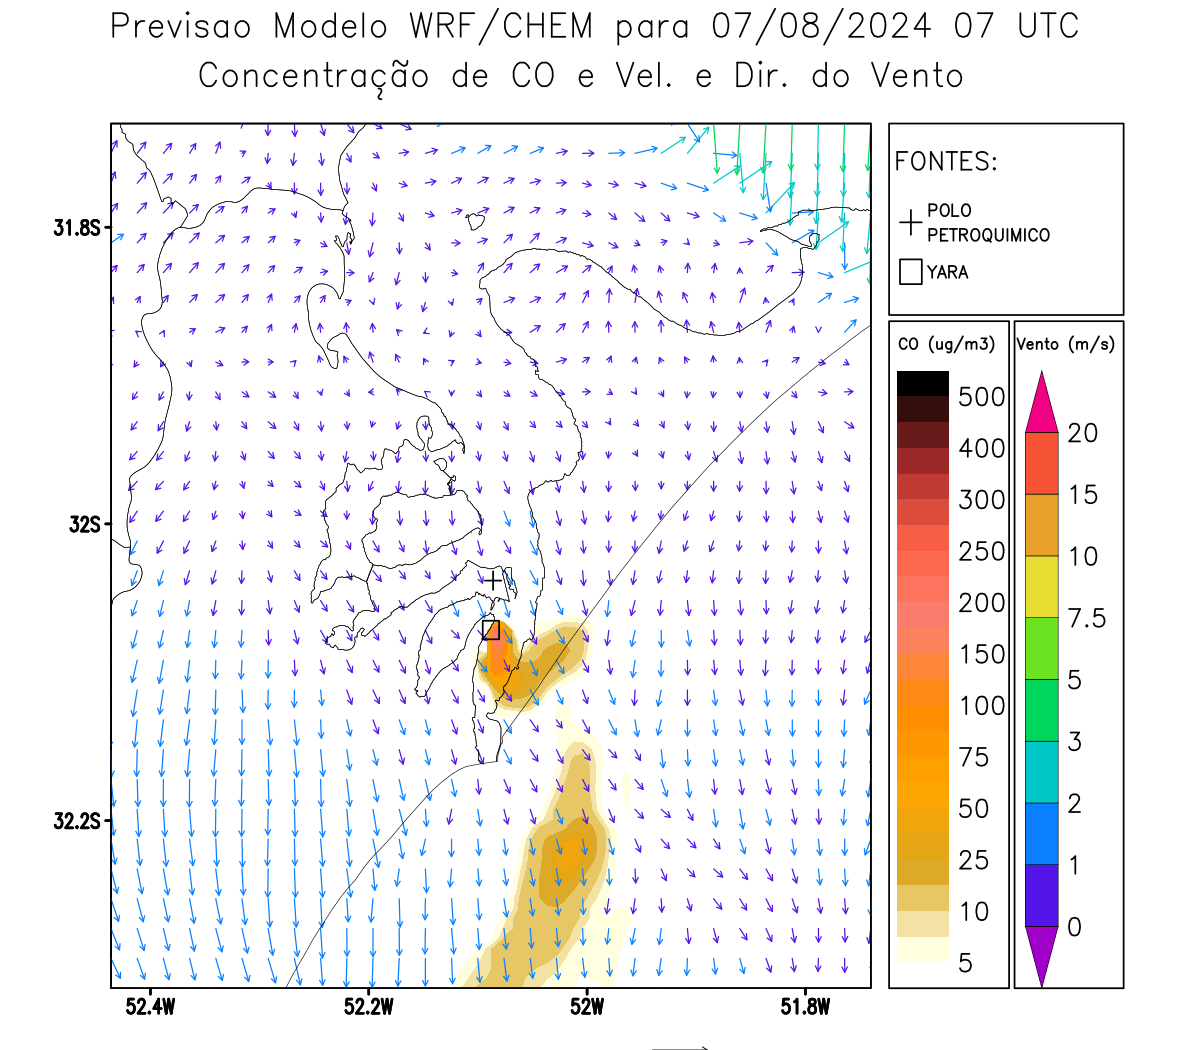 Previsao Modelo WRF/CHEM para 07/08/2024 07 UTC
Concentração de CO e Vel. e Dir. do Vento
FONTES:
POLO
PETROQUIMICO
YARA
31.8S
32S
32.2S
52.4W
52.2W
52W
51.8W
CO (ug/m3)
500
400
300
250
200
150
100
75
50
25
10
5
Vento (m/s)
20
15
10
7.5
5
3
2
1
0